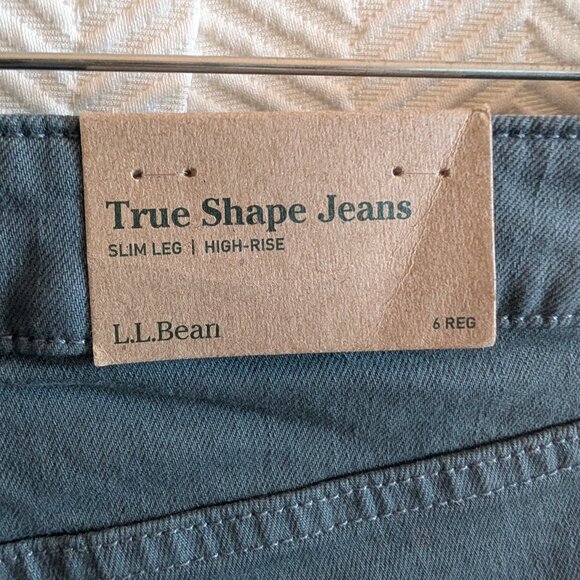 True Shape Jeans
SLIM LEG | HIGH-RISE
L.L.Bean 6 REG